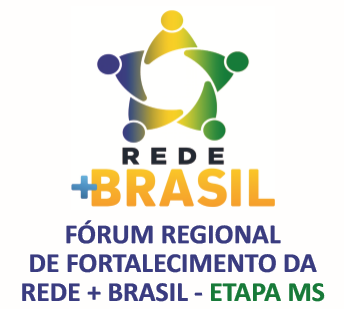 REDE
+BRASIL
FÓRUM REGIONAL
DE FORTALECIMENTO DA
REDE + BRASIL - ETAPA MS